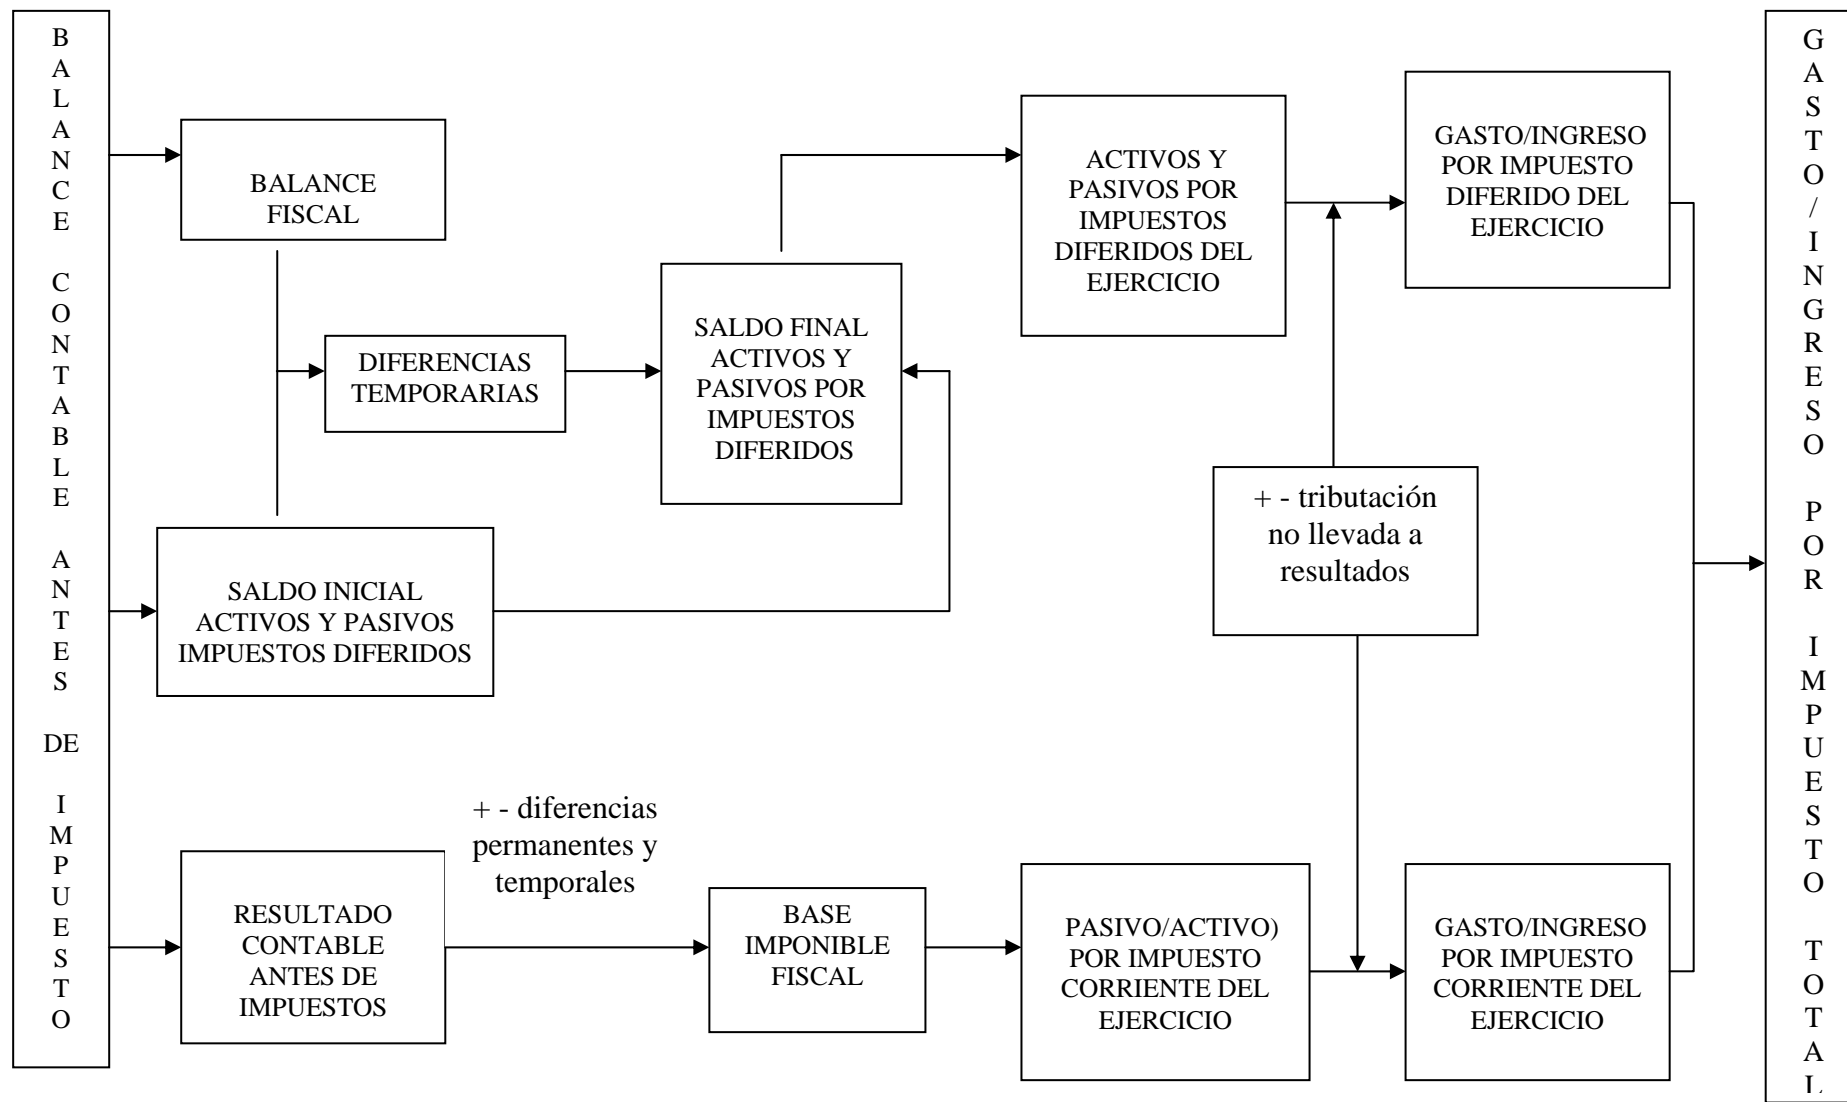 BALANCE CONTABLE ANTES DE IMPUESTO
BALANCE
FISCAL
DIFERENCIAS
TEMPORARIAS
SALDO INICIAL
ACTIVOS Y PASIVOS
IMPUESTOS DIFERIDOS
SALDO FINAL
ACTIVOS Y
PASIVOS POR
IMPUESTOS
DIFERIDOS
ACTIVOS Y
PASIVOS POR
IMPUESTOS
DIFERIDOS DEL
EJERCICIO
GASTO/INGRESO
POR IMPUESTO
DIFERIDO DEL
EJERCICIO
+ - tributación
no llevada a
resultados
RESULTADO
CONTABLE
ANTES DE
IMPUESTOS
+ - diferencias
permanentes y
temporales
BASE
IMPONIBLE
FISCAL
PASIVO/ACTIVO)
POR IMPUESTO
CORRIENTE DEL
EJERCICIO
GASTO/INGRESO
POR IMPUESTO
CORRIENTE DEL
EJERCICIO
GASTO/INGRESO POR IMPUESTO TOTAL